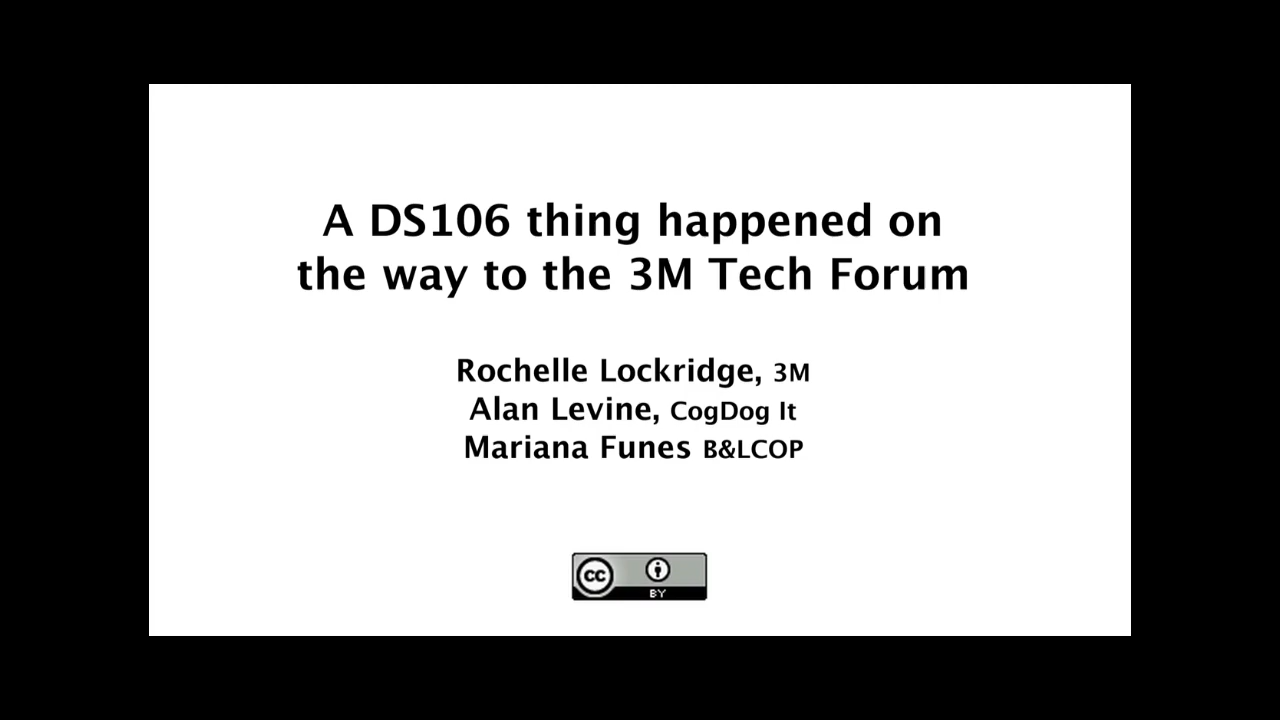 A DS106 thing happened on
the way to the 3M Tech Forum
Rochelle Lockridge, 3M
Alan Levine, CogDog It
Mariana Funes B&LCOP
cc
BY